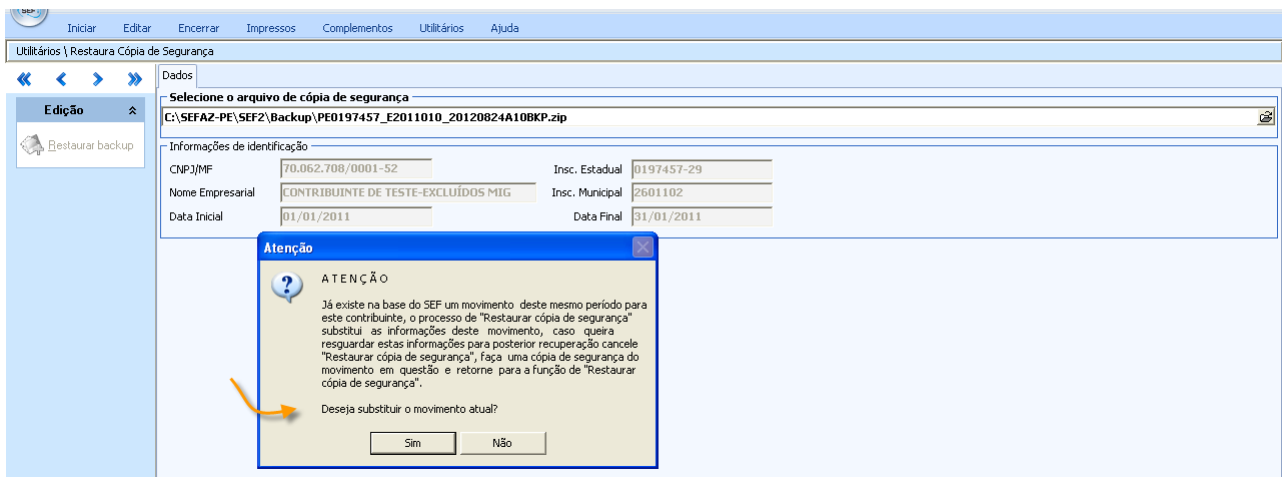 SEF
Iniciar Editar Encerrar Impressos Complementos Utilitários Ajuda
Utilitários \ Restaura Cópia de Segurança
Dados
Edição
Restaurar backup
Selecione o arquivo de cópia de segurança
C:\SEFAZ-PE\SEF2\Backup\PE0197457_E2011010_20120824A10BKP.zip
Informações de identificação
CNPJ/MF 70.062.708/0001-52 Insc. Estadual 0197457-29
Nome Empresarial CONTRIBUINTE DE TESTE-EXCLUÍDOS MIG Insc. Municipal 2601102
Data Inicial 01/01/2011 Data Final 31/01/2011
Atenção
A T E N Ç Ã O
Já existe na base do SEF um movimento deste mesmo período para
este contribuinte, o processo de "Restaurar cópia de segurança"
substitui as informações deste movimento, caso queira
resguardar estas informações para posterior recuperação cancele
"Restaurar cópia de segurança", faça uma cópia de segurança do
movimento em questão e retorne para a função de "Restaurar
cópia de segurança".
Deseja substituir o movimento atual?
Sim Não